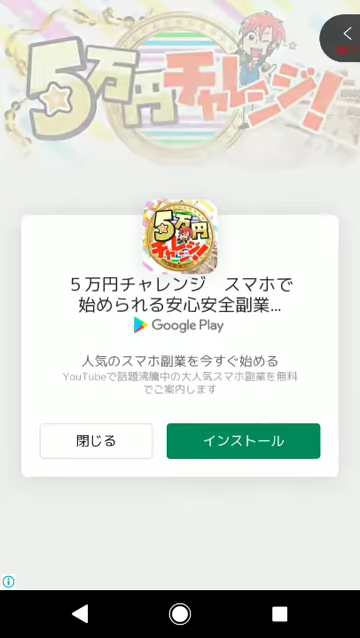 5万円チャレンジ!
5万円
チャレンジ!
５万円チャレンジ　スマホで
始められる安心安全副業...
Google Play
人気のスマホ副業を今すぐ始める
YouTubeで話題沸騰中の大人気スマホ副業を無料
でご案内します
閉じる
インストール